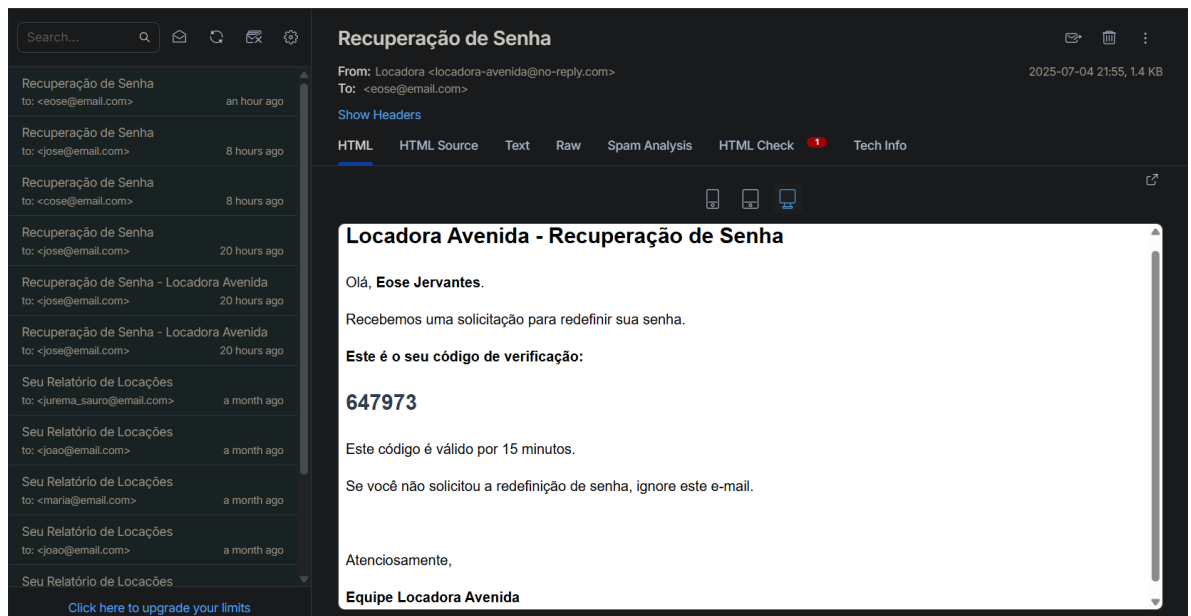 Search...
Recuperação de Senha
to: <eose@email.com> an hour ago
Recuperação de Senha
to: <jose@email.com> 8 hours ago
Recuperação de Senha
to: <cose@email.com> 8 hours ago
Recuperação de Senha
to: <jose@email.com> 20 hours ago
Recuperação de Senha - Locadora Avenida
to: <jose@email.com> 20 hours ago
Recuperação de Senha - Locadora Avenida
to: <jose@email.com> 20 hours ago
Seu Relatório de Locações
to: <jurema_sauro@email.com> a month ago
Seu Relatório de Locações
to: <joao@email.com> a month ago
Seu Relatório de Locações
to: <maria@email.com> a month ago
Seu Relatório de Locações
to: <joao@email.com> a month ago
Seu Relatório de Locações
Click here to upgrade your limits
Recuperação de Senha
From: Locadora <locadora-avenida@no-reply.com> 2025-07-04 21:55, 1.4 KB
To: <eose@email.com>
Show Headers
HTML HTML Source Text Raw Spam Analysis HTML Check 1 Tech Info
Locadora Avenida - Recuperação de Senha
Olá, Eose Jervantes.
Recebemos uma solicitação para redefinir sua senha.
Este é o seu código de verificação:
647973
Este código é válido por 15 minutos.
Se você não solicitou a redefinição de senha, ignore este e-mail.
Atenciosamente,
Equipe Locadora Avenida